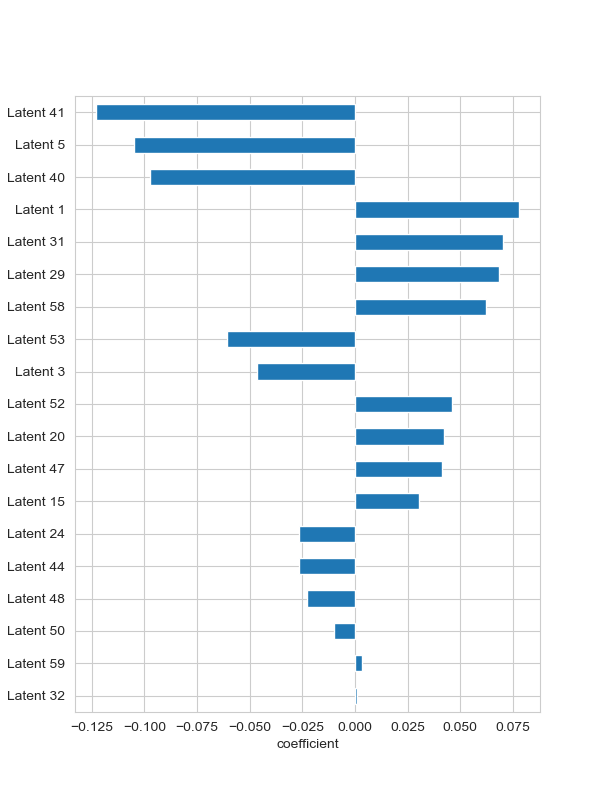 Latent 41
Latent 5
Latent 40
Latent 1
Latent 31
Latent 29
Latent 58
Latent 53
Latent 3
Latent 52
Latent 20
Latent 47
Latent 15
Latent 24
Latent 44
Latent 48
Latent 50
Latent 59
Latent 32
−0.125 −0.100 −0.075 −0.050 −0.025 0.000 0.025 0.050 0.075
coefficient